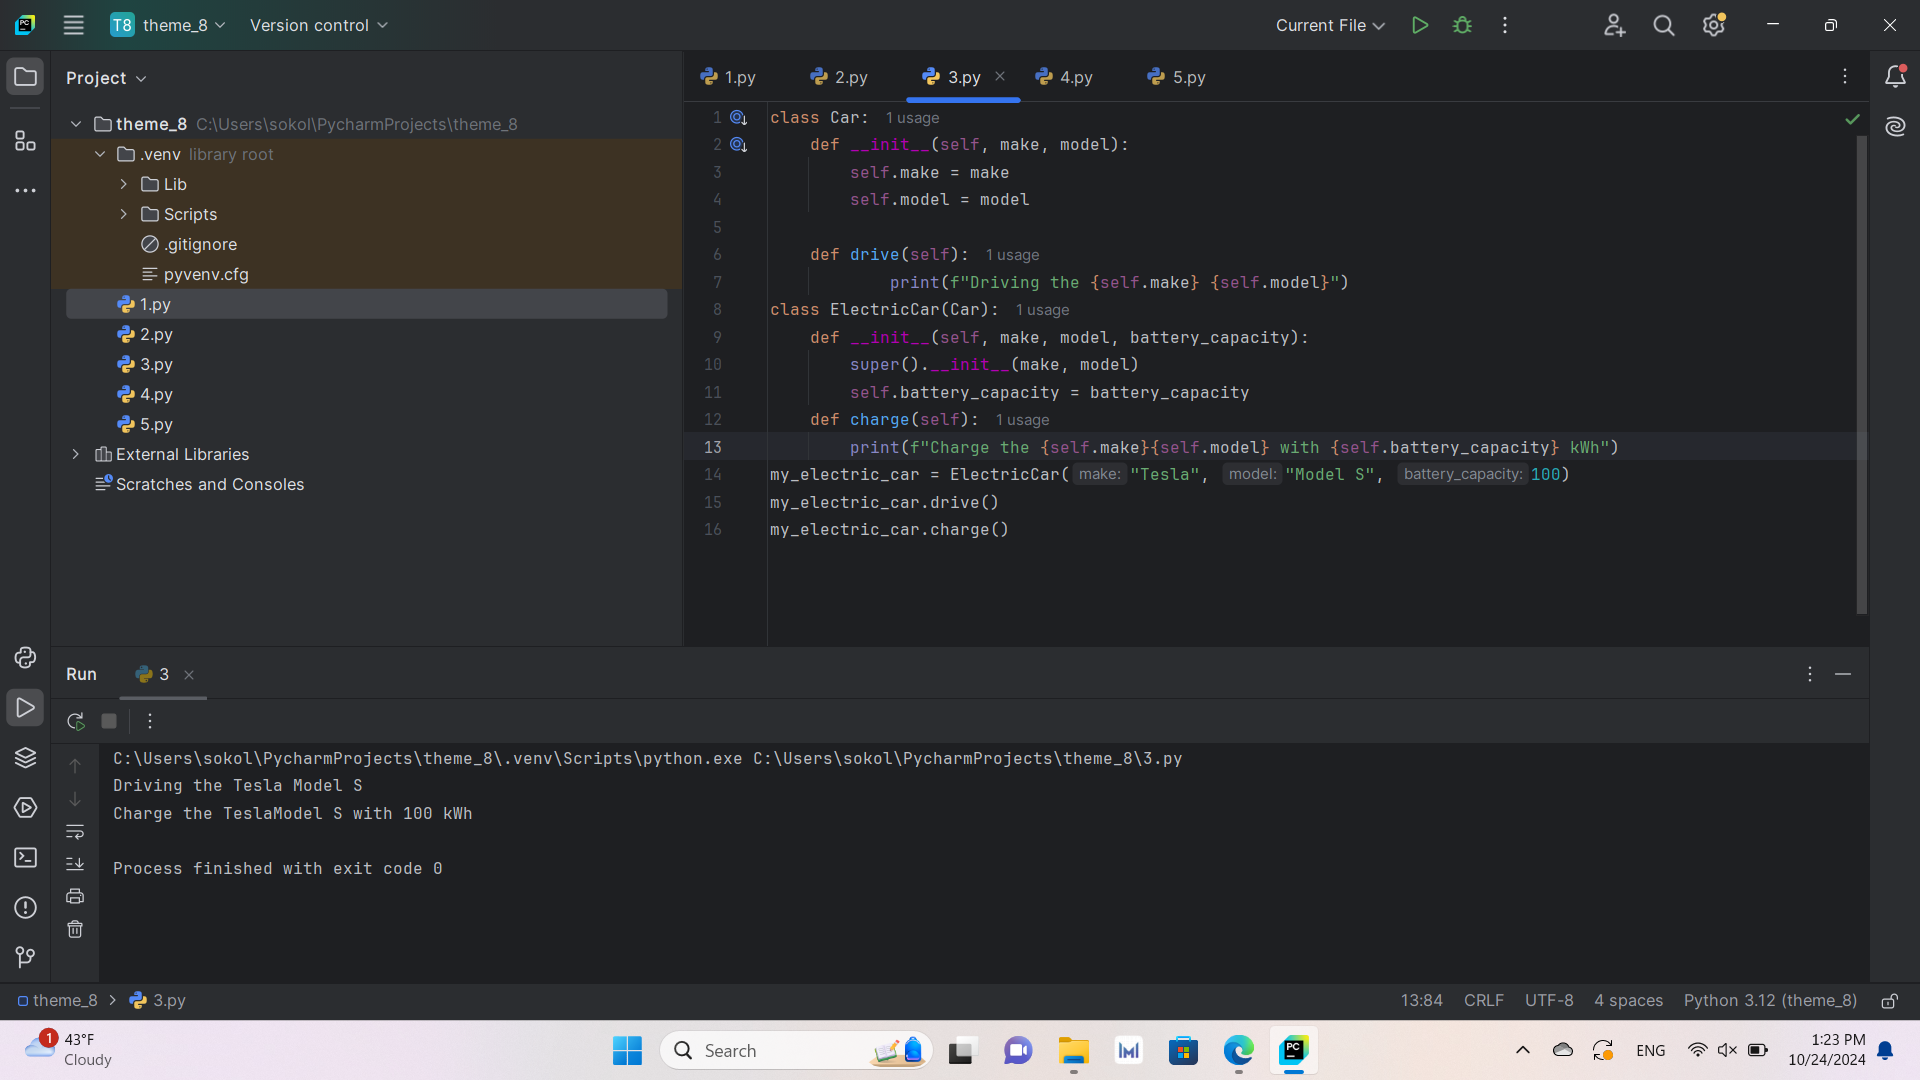 PC
T8 theme_8 Version control Current File
Project
theme_8 C:\Users\sokol\PycharmProjects\theme_8
.venv library root
Lib
Scripts
.gitignore
pyvenv.cfg
1.py
2.py
3.py
4.py
5.py
External Libraries
Scratches and Consoles
1.py 2.py 3.py 4.py 5.py
1 class Car: 1 usage
2 def __init__(self, make, model):
3 self.make = make
4 self.model = model
5
6 def drive(self): 1 usage
7 print(f"Driving the {self.make} {self.model}")
8 class ElectricCar(Car): 1 usage
9 def __init__(self, make, model, battery_capacity):
10 super().__init__(make, model)
11 self.battery_capacity = battery_capacity
12 def charge(self): 1 usage
13 print(f"Charge the {self.make}{self.model} with {self.battery_capacity} kWh")
14 my_electric_car = ElectricCar( make: "Tesla", model: "Model S", battery_capacity: 100)
15 my_electric_car.drive()
16 my_electric_car.charge()
Run 3
C:\Users\sokol\PycharmProjects\theme_8\.venv\Scripts\python.exe C:\Users\sokol\PycharmProjects\theme_8\3.py
Driving the Tesla Model S
Charge the TeslaModel S with 100 kWh
Process finished with exit code 0
theme_8 3.py 13:84 CRLF UTF-8 4 spaces Python 3.12 (theme_8)
1
43°F
Cloudy
Search
PC
ENG
1:23 PM
10/24/2024